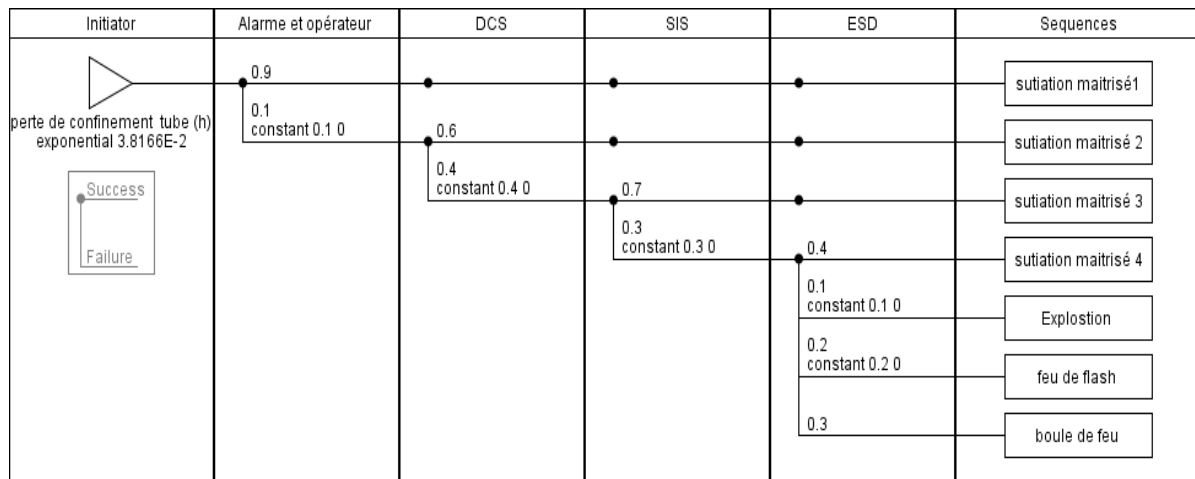 Initiator
Alarme et opérateur
DCS
SIS
ESD
Sequences
0.9
sutiation maitrisé1
perte de confinement tube (h)
exponential 3.8166E-2
0.1
constant 0.1 0
0.6
sutiation maitrisé 2
Success
Failure
0.4
constant 0.4 0
0.7
sutiation maitrisé 3
0.3
constant 0.3 0
0.4
sutiation maitrisé 4
0.1
constant 0.1 0
Explostion
0.2
constant 0.2 0
feu de flash
0.3
boule de feu